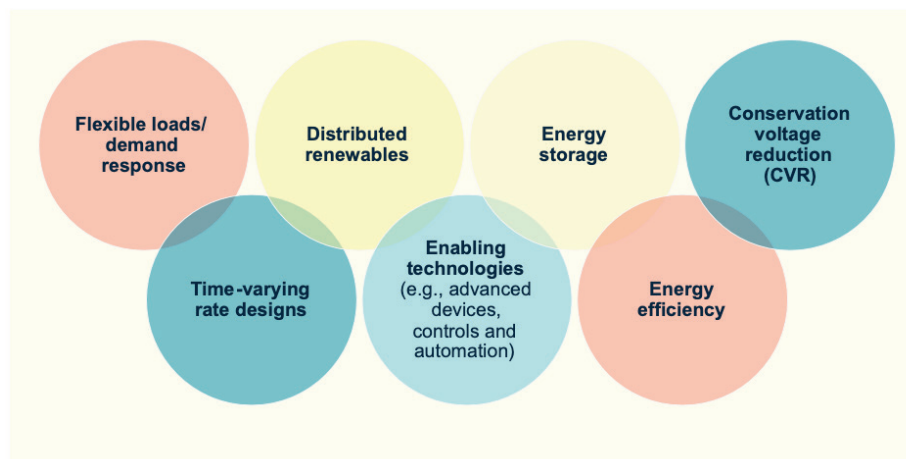 Flexible loads/
demand
response
Distributed
renewables
Energy
storage
Conservation
voltage
reduction
(CVR)
Time-varying
rate designs
Enabling
technologies
(e.g., advanced
devices,
controls and
automation)
Energy
efficiency